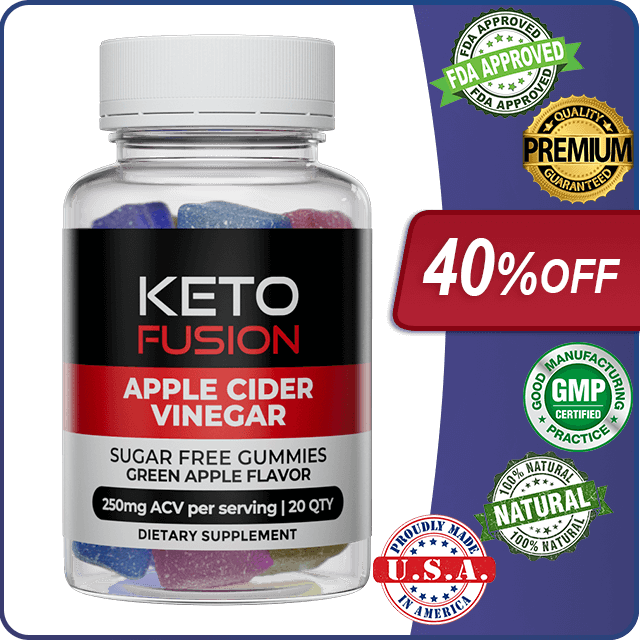 KETO
FUSION
APPLE CIDER
VINEGAR
SUGAR FREE GUMMIES
GREEN APPLE FLAVOR
250mg ACV per serving | 20 QTY
DIETARY SUPPLEMENT
FDA APPROVED
FDA APPROVED
FDA APPROVED
QUALITY
PREMIUM
GUARANTEED
40%OFF
GOOD MANUFACTURING
GMP
CERTIFIED
PRACTICE
100% NATURAL
NATURAL
100% NATURAL
PROUDLY MADE
U.S.A.
IN AMERICA